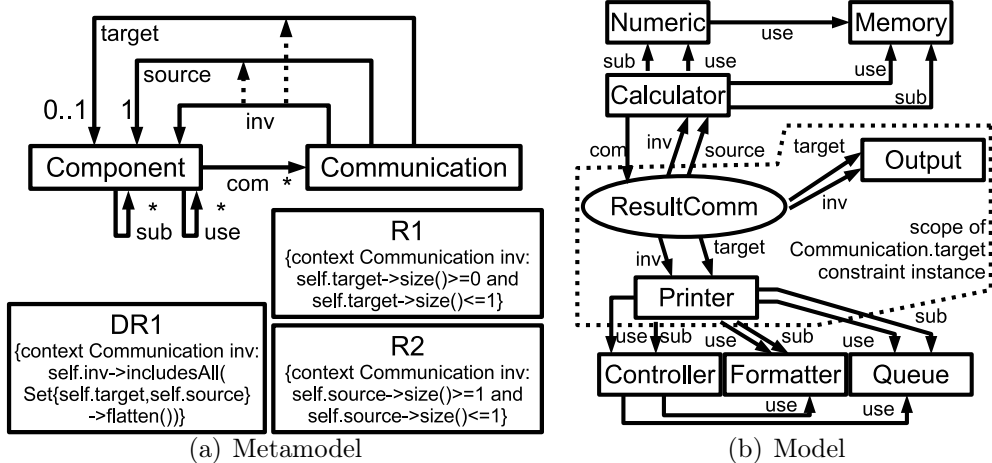 target
source
0..1
1
inv
Component
com
*
Communication
*
*
sub
use
R1
{context Communication inv:
self.target->size()>=0 and
self.target->size()<=1}
DR1
{context Communication inv:
self.inv->includesAll(
Set{self.target,self.source}
->flatten())}
R2
{context Communication inv:
self.source->size()>=1 and
self.source->size()<=1}
(a) Metamodel
Numeric
use
Memory
sub
use
use
Calculator
sub
com
inv
source
target
Output
inv
ResultComm
scope of
Communication.target
constraint instance
inv
target
Printer
sub
use
sub
use
sub
use
Controller
Formatter
Queue
use
use
(b) Model